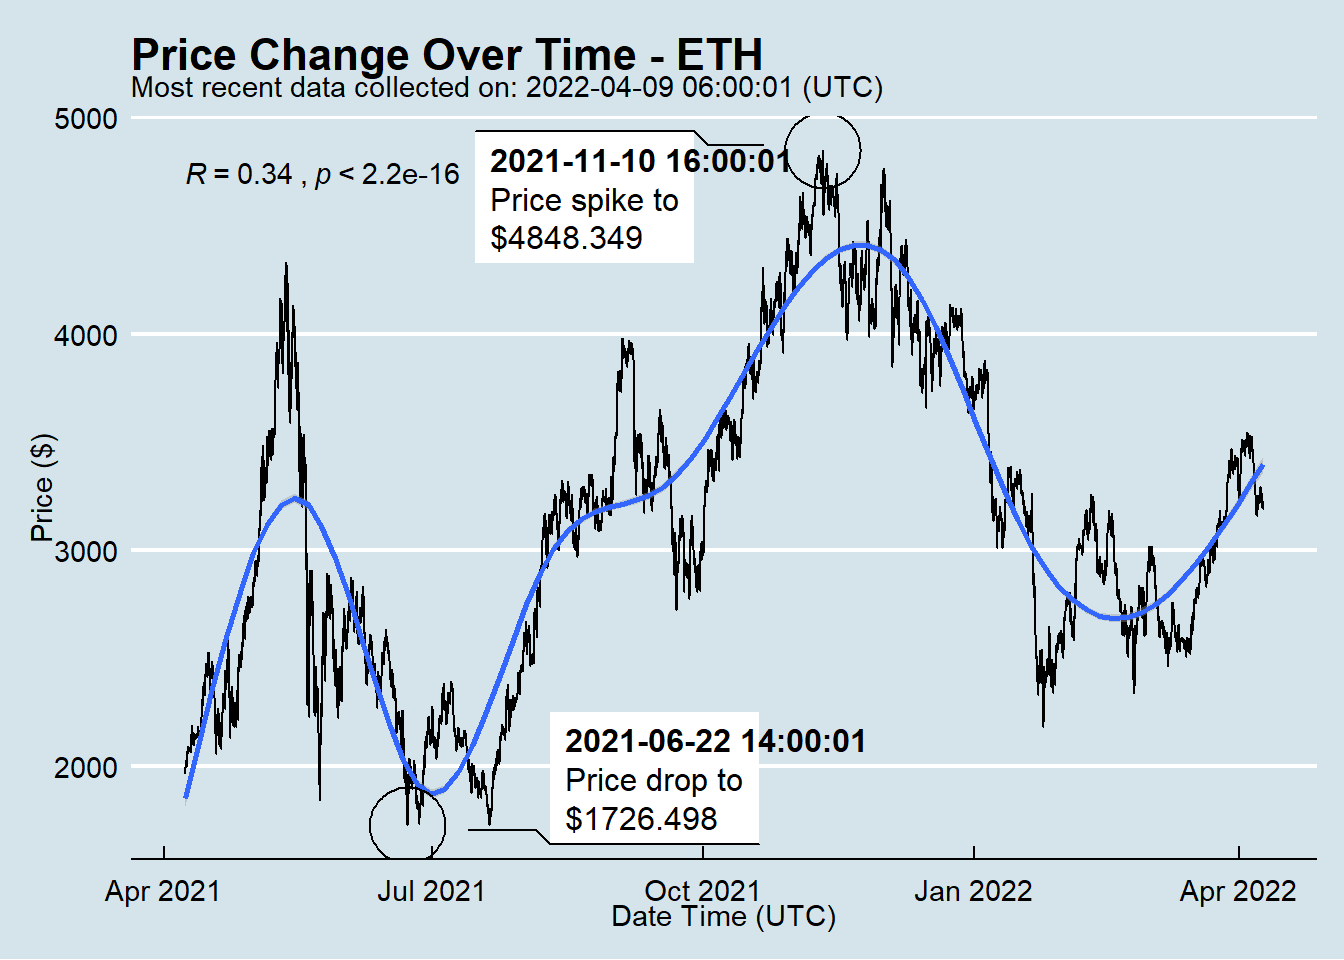 Price Change Over Time - ETH
Most recent data collected on: 2022-04-09 06:00:01 (UTC)
5000
R = 0.34 , p < 2.2e-16
2021-11-10 16:00:01
Price spike to
$4848.349
4000
Price ($)
3000
2000
2021-06-22 14:00:01
Price drop to
$1726.498
Apr 2021 Jul 2021 Oct 2021 Jan 2022 Apr 2022
Date Time (UTC)